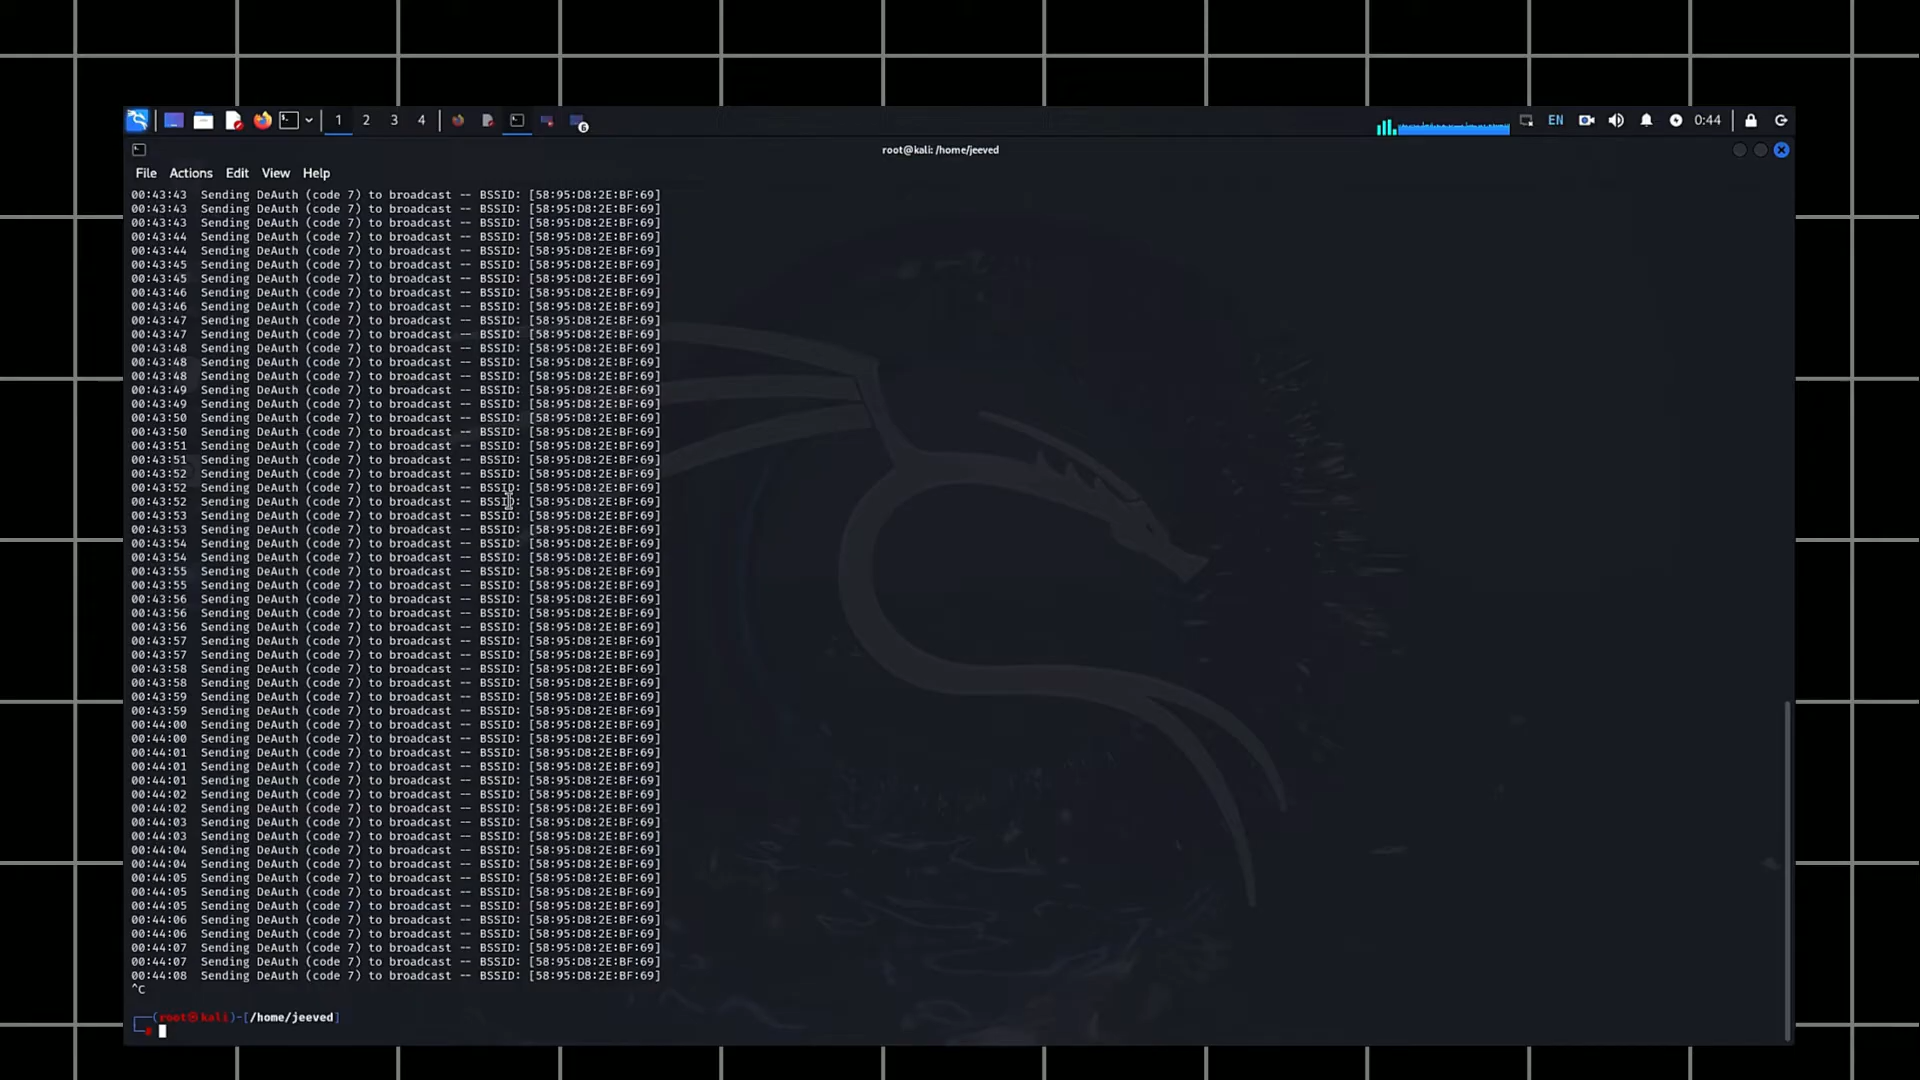 1 2 3 4 6 EN 0:44
root@kali: /home/jeeved
File Actions Edit View Help
00:43:43 Sending DeAuth (code 7) to broadcast -- BSSID: [58:95:D8:2E:BF:69]
00:43:43 Sending DeAuth (code 7) to broadcast -- BSSID: [58:95:D8:2E:BF:69]
00:43:43 Sending DeAuth (code 7) to broadcast -- BSSID: [58:95:D8:2E:BF:69]
00:43:44 Sending DeAuth (code 7) to broadcast -- BSSID: [58:95:D8:2E:BF:69]
00:43:44 Sending DeAuth (code 7) to broadcast -- BSSID: [58:95:D8:2E:BF:69]
00:43:45 Sending DeAuth (code 7) to broadcast -- BSSID: [58:95:D8:2E:BF:69]
00:43:45 Sending DeAuth (code 7) to broadcast -- BSSID: [58:95:D8:2E:BF:69]
00:43:46 Sending DeAuth (code 7) to broadcast -- BSSID: [58:95:D8:2E:BF:69]
00:43:46 Sending DeAuth (code 7) to broadcast -- BSSID: [58:95:D8:2E:BF:69]
00:43:47 Sending DeAuth (code 7) to broadcast -- BSSID: [58:95:D8:2E:BF:69]
00:43:47 Sending DeAuth (code 7) to broadcast -- BSSID: [58:95:D8:2E:BF:69]
00:43:48 Sending DeAuth (code 7) to broadcast -- BSSID: [58:95:D8:2E:BF:69]
00:43:48 Sending DeAuth (code 7) to broadcast -- BSSID: [58:95:D8:2E:BF:69]
00:43:48 Sending DeAuth (code 7) to broadcast -- BSSID: [58:95:D8:2E:BF:69]
00:43:49 Sending DeAuth (code 7) to broadcast -- BSSID: [58:95:D8:2E:BF:69]
00:43:49 Sending DeAuth (code 7) to broadcast -- BSSID: [58:95:D8:2E:BF:69]
00:43:50 Sending DeAuth (code 7) to broadcast -- BSSID: [58:95:D8:2E:BF:69]
00:43:50 Sending DeAuth (code 7) to broadcast -- BSSID: [58:95:D8:2E:BF:69]
00:43:51 Sending DeAuth (code 7) to broadcast -- BSSID: [58:95:D8:2E:BF:69]
00:43:51 Sending DeAuth (code 7) to broadcast -- BSSID: [58:95:D8:2E:BF:69]
00:43:52 Sending DeAuth (code 7) to broadcast -- BSSID: [58:95:D8:2E:BF:69]
00:43:52 Sending DeAuth (code 7) to broadcast -- BSSID: [58:95:D8:2E:BF:69]
00:43:52 Sending DeAuth (code 7) to broadcast -- BSSID: [58:95:D8:2E:BF:69]
00:43:53 Sending DeAuth (code 7) to broadcast -- BSSID: [58:95:D8:2E:BF:69]
00:43:53 Sending DeAuth (code 7) to broadcast -- BSSID: [58:95:D8:2E:BF:69]
00:43:54 Sending DeAuth (code 7) to broadcast -- BSSID: [58:95:D8:2E:BF:69]
00:43:54 Sending DeAuth (code 7) to broadcast -- BSSID: [58:95:D8:2E:BF:69]
00:43:55 Sending DeAuth (code 7) to broadcast -- BSSID: [58:95:D8:2E:BF:69]
00:43:55 Sending DeAuth (code 7) to broadcast -- BSSID: [58:95:D8:2E:BF:69]
00:43:56 Sending DeAuth (code 7) to broadcast -- BSSID: [58:95:D8:2E:BF:69]
00:43:56 Sending DeAuth (code 7) to broadcast -- BSSID: [58:95:D8:2E:BF:69]
00:43:56 Sending DeAuth (code 7) to broadcast -- BSSID: [58:95:D8:2E:BF:69]
00:43:57 Sending DeAuth (code 7) to broadcast -- BSSID: [58:95:D8:2E:BF:69]
00:43:57 Sending DeAuth (code 7) to broadcast -- BSSID: [58:95:D8:2E:BF:69]
00:43:58 Sending DeAuth (code 7) to broadcast -- BSSID: [58:95:D8:2E:BF:69]
00:43:58 Sending DeAuth (code 7) to broadcast -- BSSID: [58:95:D8:2E:BF:69]
00:43:59 Sending DeAuth (code 7) to broadcast -- BSSID: [58:95:D8:2E:BF:69]
00:43:59 Sending DeAuth (code 7) to broadcast -- BSSID: [58:95:D8:2E:BF:69]
00:44:00 Sending DeAuth (code 7) to broadcast -- BSSID: [58:95:D8:2E:BF:69]
00:44:00 Sending DeAuth (code 7) to broadcast -- BSSID: [58:95:D8:2E:BF:69]
00:44:01 Sending DeAuth (code 7) to broadcast -- BSSID: [58:95:D8:2E:BF:69]
00:44:01 Sending DeAuth (code 7) to broadcast -- BSSID: [58:95:D8:2E:BF:69]
00:44:01 Sending DeAuth (code 7) to broadcast -- BSSID: [58:95:D8:2E:BF:69]
00:44:02 Sending DeAuth (code 7) to broadcast -- BSSID: [58:95:D8:2E:BF:69]
00:44:02 Sending DeAuth (code 7) to broadcast -- BSSID: [58:95:D8:2E:BF:69]
00:44:03 Sending DeAuth (code 7) to broadcast -- BSSID: [58:95:D8:2E:BF:69]
00:44:03 Sending DeAuth (code 7) to broadcast -- BSSID: [58:95:D8:2E:BF:69]
00:44:04 Sending DeAuth (code 7) to broadcast -- BSSID: [58:95:D8:2E:BF:69]
00:44:04 Sending DeAuth (code 7) to broadcast -- BSSID: [58:95:D8:2E:BF:69]
00:44:05 Sending DeAuth (code 7) to broadcast -- BSSID: [58:95:D8:2E:BF:69]
00:44:05 Sending DeAuth (code 7) to broadcast -- BSSID: [58:95:D8:2E:BF:69]
00:44:05 Sending DeAuth (code 7) to broadcast -- BSSID: [58:95:D8:2E:BF:69]
00:44:06 Sending DeAuth (code 7) to broadcast -- BSSID: [58:95:D8:2E:BF:69]
00:44:06 Sending DeAuth (code 7) to broadcast -- BSSID: [58:95:D8:2E:BF:69]
00:44:07 Sending DeAuth (code 7) to broadcast -- BSSID: [58:95:D8:2E:BF:69]
00:44:07 Sending DeAuth (code 7) to broadcast -- BSSID: [58:95:D8:2E:BF:69]
00:44:08 Sending DeAuth (code 7) to broadcast -- BSSID: [58:95:D8:2E:BF:69]
^C
┌──(root㉿kali)-[/home/jeeved]
└─#